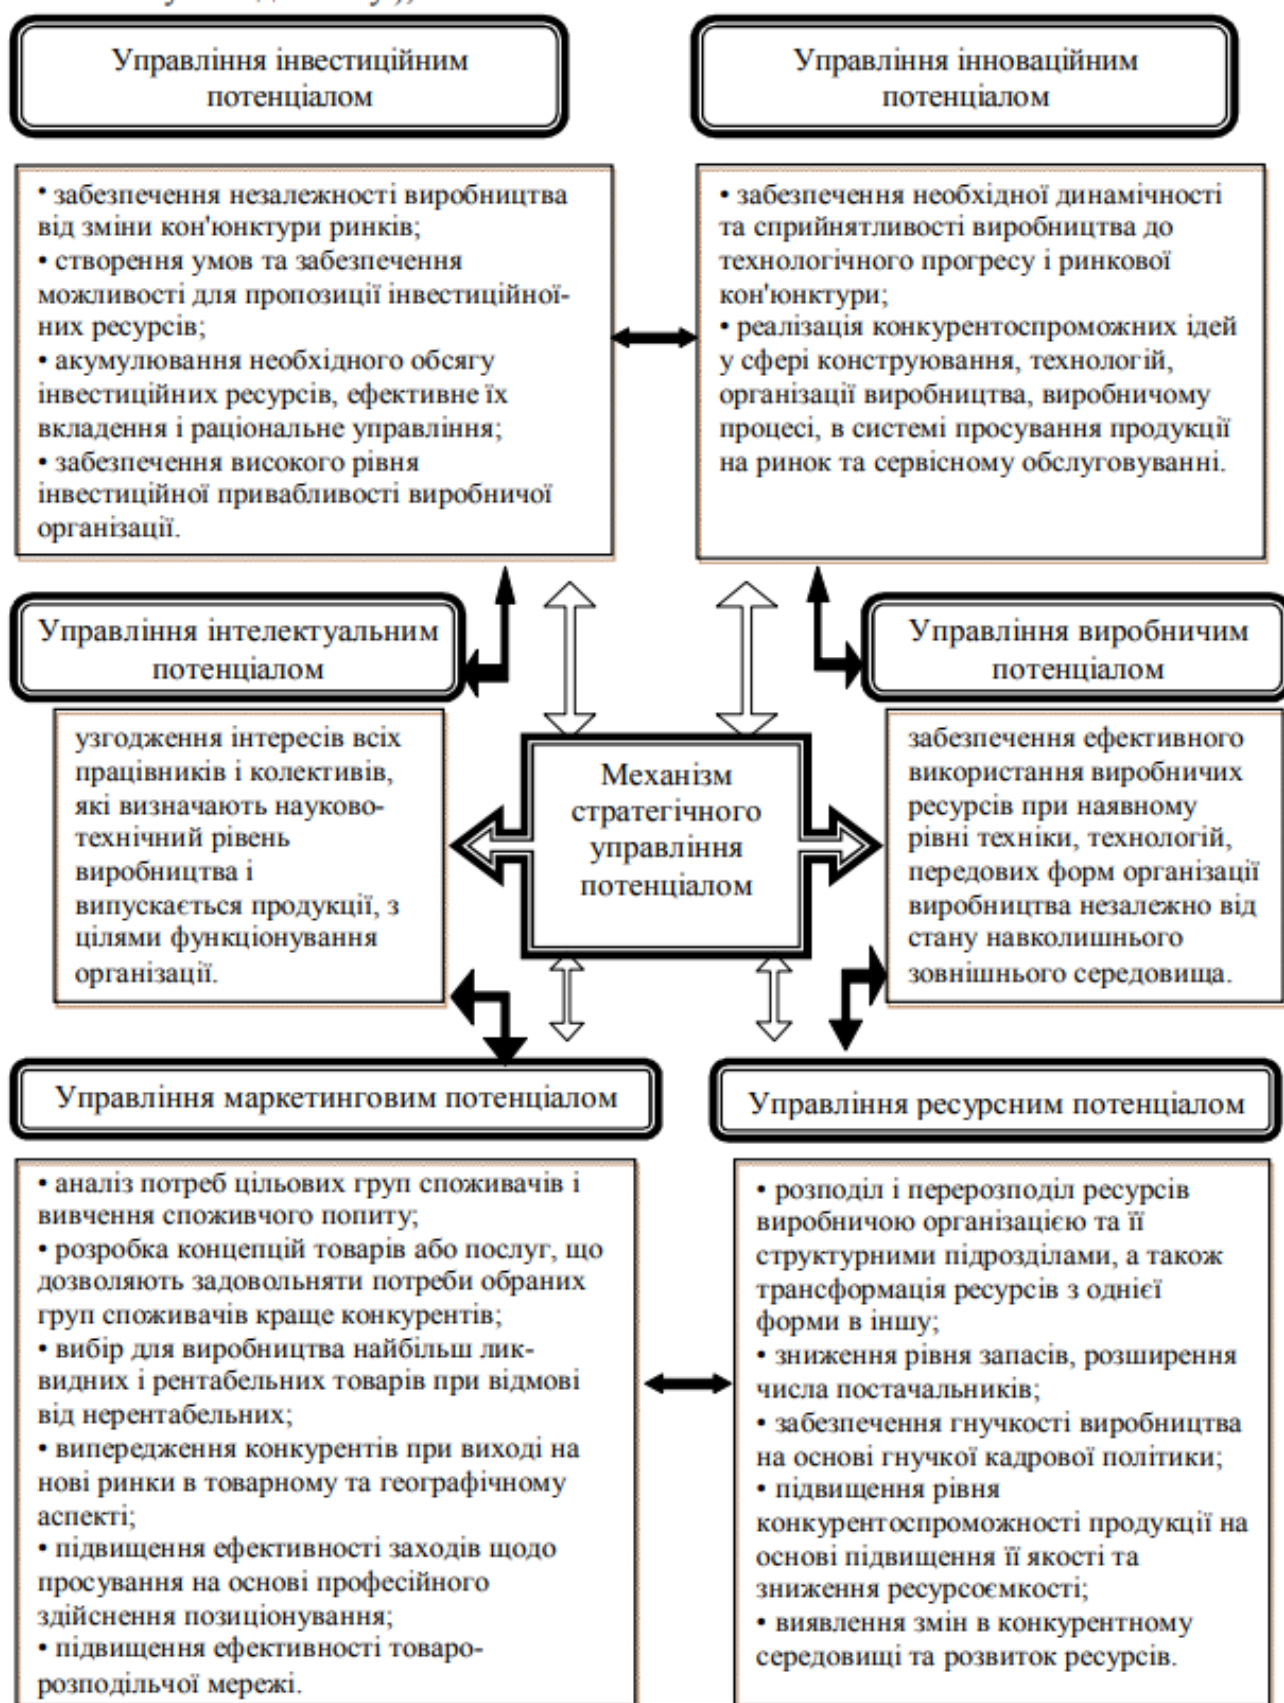 Управління інвестиційним
потенціалом
Управління інноваційним
потенціалом
• забезпечення незалежності виробництва
від зміни кон'юнктури ринків;
• створення умов та забезпечення
можливості для пропозиції інвестиційної-
них ресурсів;
• акумулювання необхідного обсягу
інвестиційних ресурсів, ефективне їх
вкладення і раціональне управління;
• забезпечення високого рівня
інвестиційної привабливості виробничої
організації.
• забезпечення необхідної динамічності
та сприйнятливості виробництва до
технологічного прогресу і ринкової
кон'юнктури;
• реалізація конкурентоспроможних ідей
у сфері конструювання, технологій,
організації виробництва, виробничому
процесі, в системі просування продукції
на ринок та сервісному обслуговуванні.
Управління інтелектуальним
потенціалом
Управління виробничим
потенціалом
узгодження інтересів всіх
працівників і колективів,
які визначають науково-
технічний рівень
виробництва і
випускається продукції, з
цілями функціонування
організації.
Механізм
стратегічного
управління
потенціалом
забезпечення ефективного
використання виробничих
ресурсів при наявному
рівні техніки, технологій,
передових форм організації
виробництва незалежно від
стану навколишнього
зовнішнього середовища.
Управління маркетинговим потенціалом
Управління ресурсним потенціалом
• аналіз потреб цільових груп споживачів і
вивчення споживчого попиту;
• розробка концепцій товарів або послуг, що
дозволяють задовольняти потреби обраних
груп споживачів краще конкурентів;
• вибір для виробництва найбільш лик-
видних і рентабельних товарів при відмові
від нерентабельних;
• випередження конкурентів при виході на
нові ринки в товарному та географічному
аспекті;
• підвищення ефективності заходів щодо
просування на основі професійного
здійснення позиціонування;
• підвищення ефективності товаро-
розподільчої мережі.
• розподіл і перерозподіл ресурсів
виробничою організацією та її
структурними підрозділами, а також
трансформація ресурсів з однієї
форми в іншу;
• зниження рівня запасів, розширення
числа постачальників;
• забезпечення гнучкості виробництва
на основі гнучкої кадрової політики;
• підвищення рівня
конкурентоспроможності продукції на
основі підвищення її якості та
зниження ресурсоємкості;
• виявлення змін в конкурентному
середовищі та розвиток ресурсів.